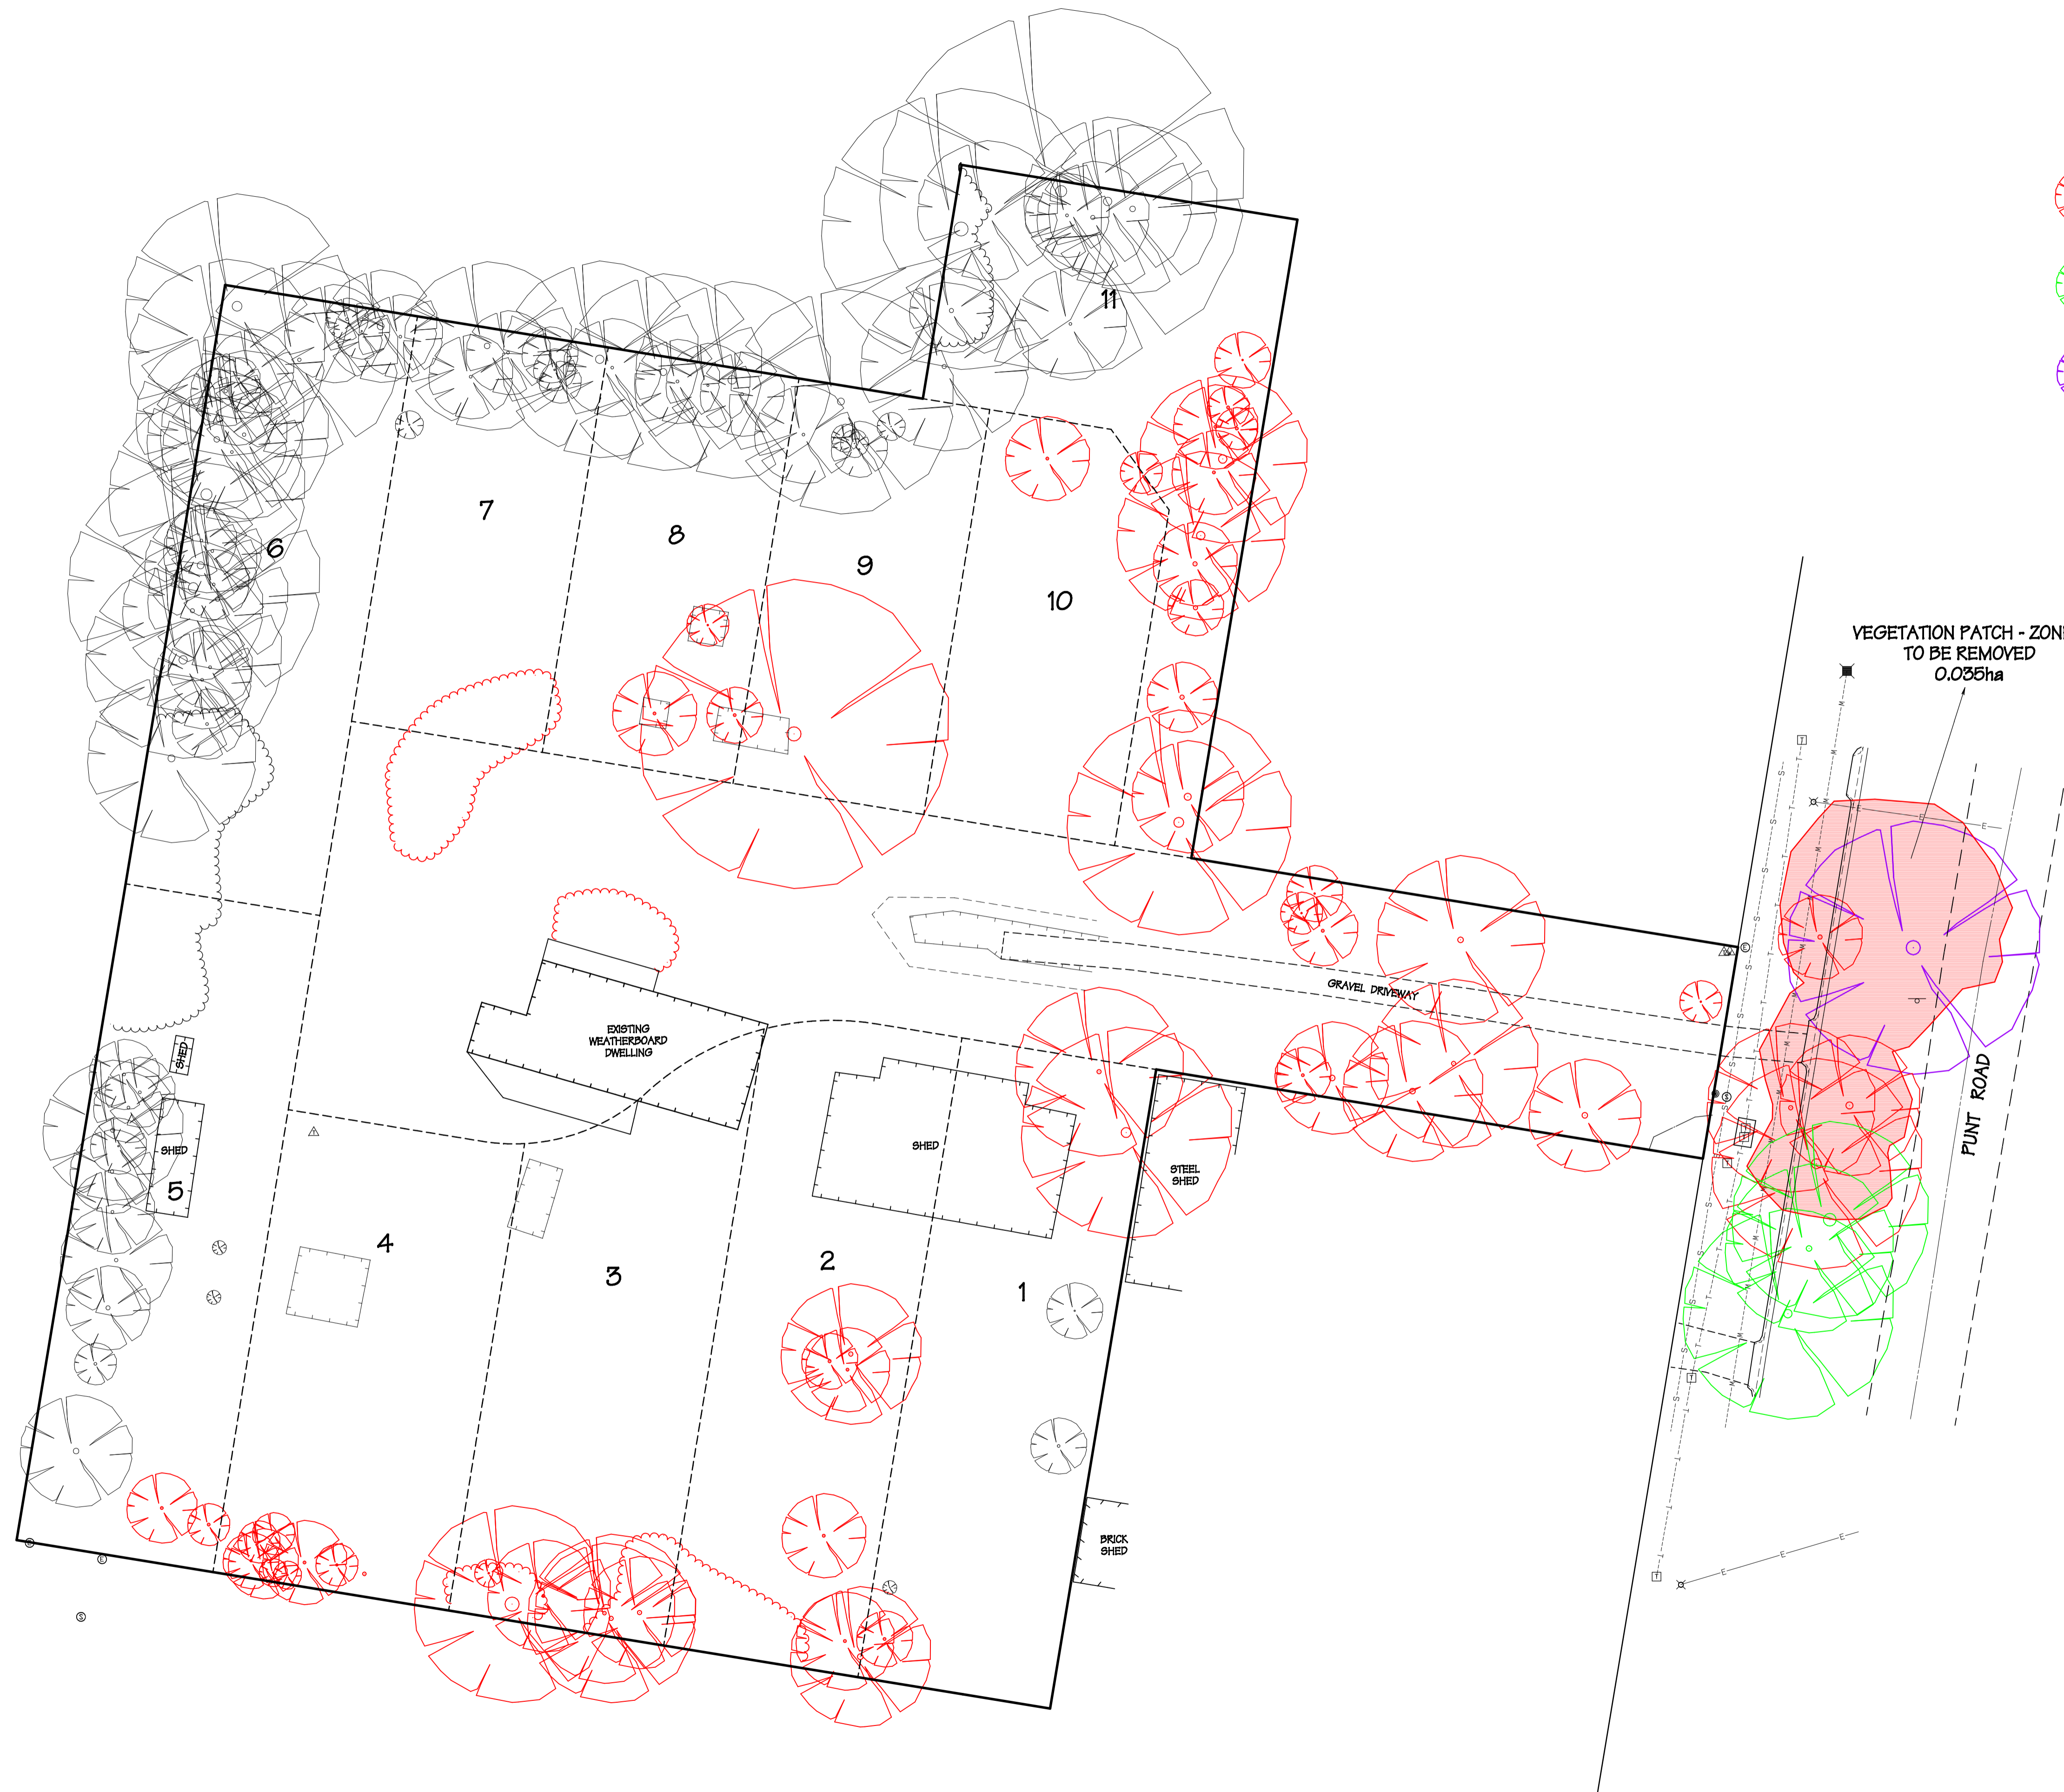 11
7
8
6
9
10
VEGETATION PATCH - ZON
TO BE REMOVED
0.035ha
GRAVEL DRIVEWAY
EXISTING
WEATHERBOARD
DWELLING
SHED
SHED
SHED
STEEL
SHED
PUNT ROAD
5
4
3
2
1
BRICK
SHED